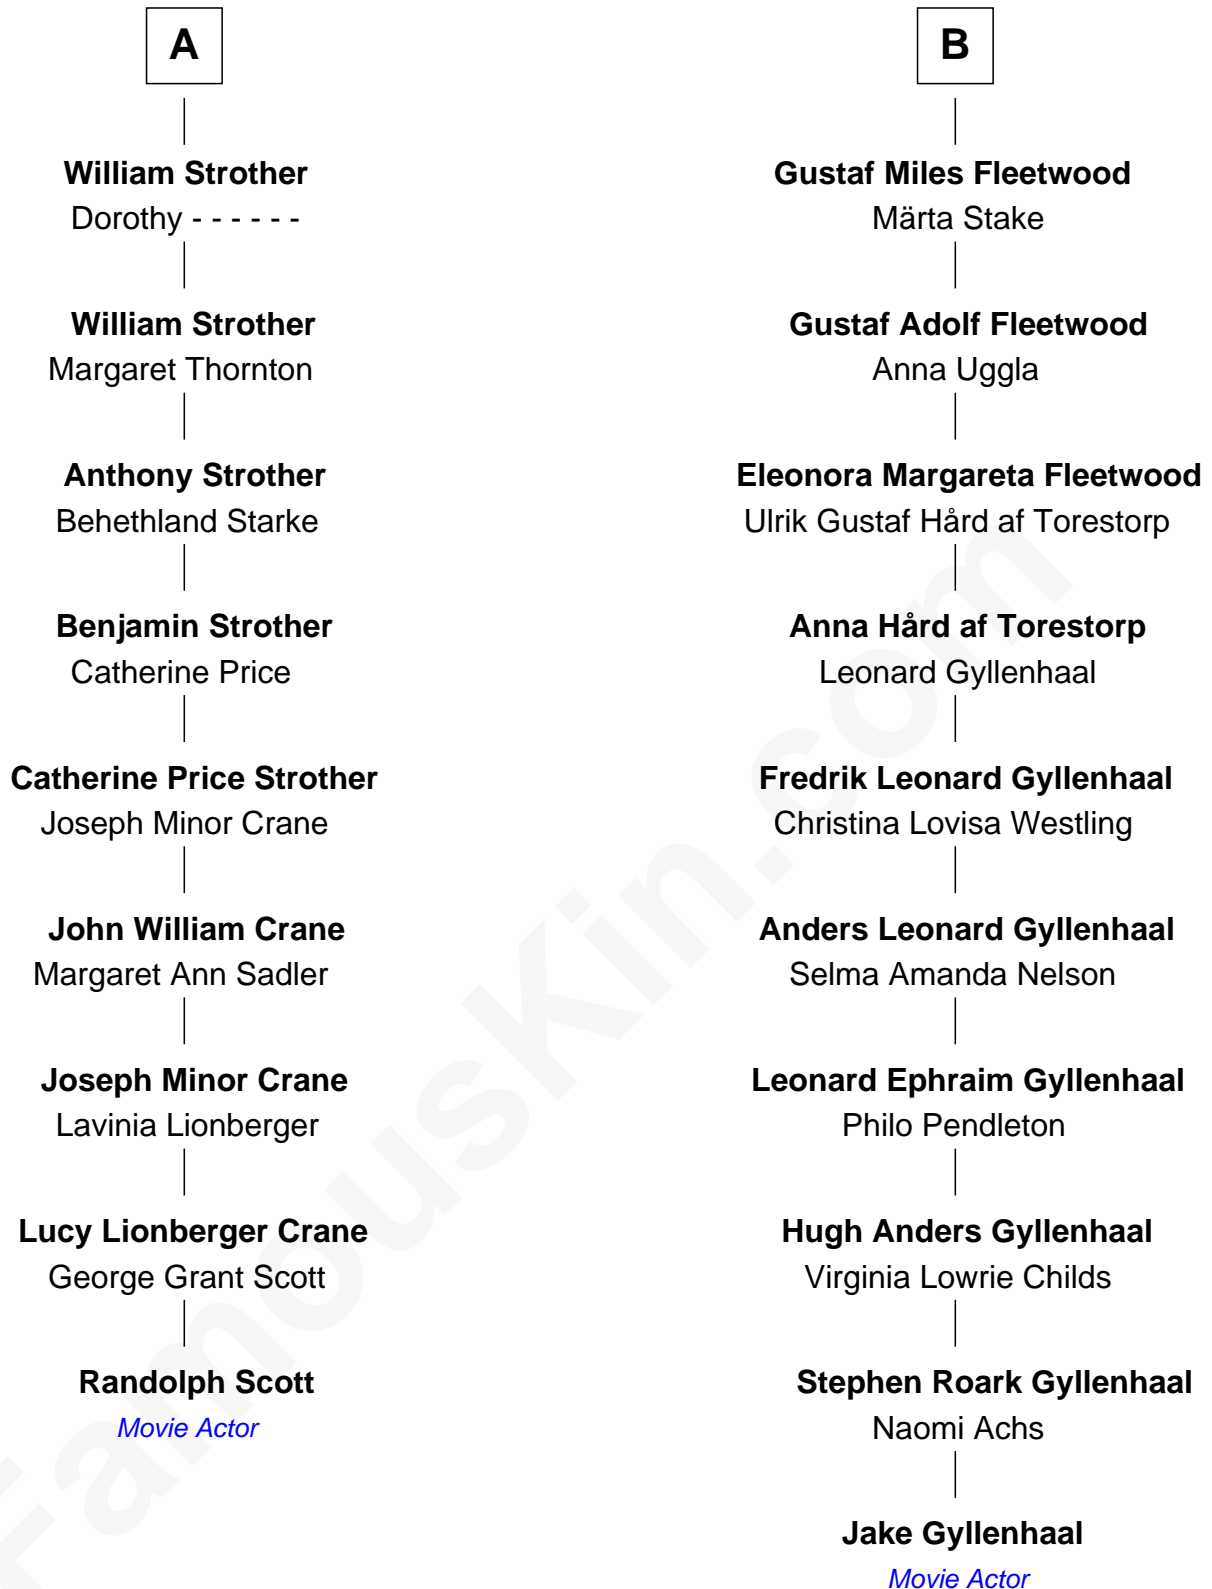 A
William Strother
Dorothy - - - - - -
William Strother
Margaret Thornton
Anthony Strother
Behethland Starke
Benjamin Strother
Catherine Price
Catherine Price Strother
Joseph Minor Crane
John William Crane
Margaret Ann Sadler
Joseph Minor Crane
Lavinia Lionberger
Lucy Lionberger Crane
George Grant Scott
Randolph Scott
Movie Actor
B
Gustaf Miles Fleetwood
Märta Stake
Gustaf Adolf Fleetwood
Anna Uggla
Eleonora Margareta Fleetwood
Ulrik Gustaf Hård af Torestorp
Anna Hård af Torestorp
Leonard Gyllenhaal
Fredrik Leonard Gyllenhaal
Christina Lovisa Westling
Anders Leonard Gyllenhaal
Selma Amanda Nelson
Leonard Ephraim Gyllenhaal
Philo Pendleton
Hugh Anders Gyllenhaal
Virginia Lowrie Childs
Stephen Roark Gyllenhaal
Naomi Achs
Jake Gyllenhaal
Movie Actor
FamousKin.com